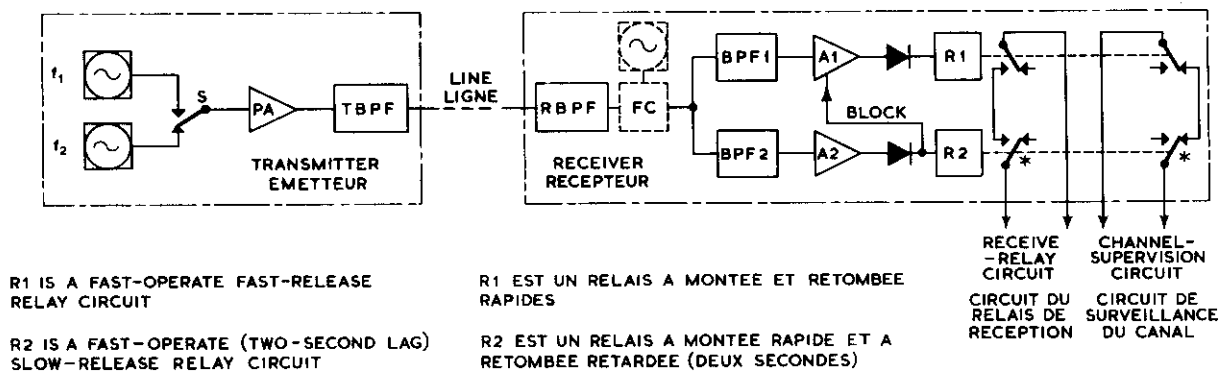 f1
f2
S
PA
TBPF
TRANSMITTER
EMETTEUR
LINE
LIGNE
RBPF
FC
RECEIVER
RECEPTEUR
BPF1
A1
R1
BLOCK
BPF2
A2
R2
*
*
RECEIVE
-RELAY
CIRCUIT
CIRCUIT DU
RELAIS DE
RECEPTION
CHANNEL-
SUPERVISION
CIRCUIT
CIRCUIT DE
SURVEILLANCE
DU CANAL
R1 IS A FAST-OPERATE FAST-RELEASE
RELAY CIRCUIT
R2 IS A FAST-OPERATE (TWO-SECOND LAG)
SLOW-RELEASE RELAY CIRCUIT
R1 EST UN RELAIS A MONTEE ET RETOMBEE
RAPIDES
R2 EST UN RELAIS A MONTEE RAPIDE ET A
RETOMBEE RETARDEE (DEUX SECONDES)